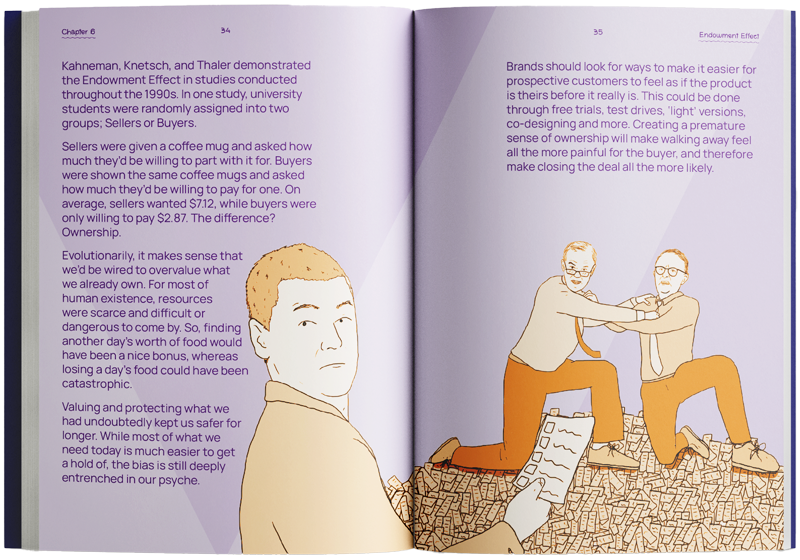 Chapter 6
34
Kahneman, Knetsch, and Thaler demonstrated
the Endowment Effect in studies conducted
throughout the 1990s. In one study, university
students were randomly assigned into two
groups; Sellers or Buyers.
Sellers were given a coffee mug and asked how
much they'd be willing to part with it for. Buyers
were shown the same coffee mugs and asked
how much they'd be willing to pay for one. On
average, sellers wanted $7.12, while buyers were
only willing to pay $2.87. The difference?
Ownership.
Evolutionarily, it makes sense that
we'd be wired to overvalue what
we already own. For most of
human existence, resources
were scarce and difficult or
dangerous to come by. So, finding
another day's worth of food would
have been a nice bonus, whereas
losing a day's food could have been
catastrophic.
Valuing and protecting what we
had undoubtedly kept us safer for
longer. While most of what we
need today is much easier to get
a hold of, the bias is still deeply
entrenched in our psyche.
35
Endowment Effect
Brands should look for ways to make it easier for
prospective customers to feel as if the product
is theirs before it really is. This could be done
through free trials, test drives, 'light' versions,
co-designing and more. Creating a premature
sense of ownership will make walking away feel
all the more painful for the buyer, and therefore
make closing the deal all the more likely.